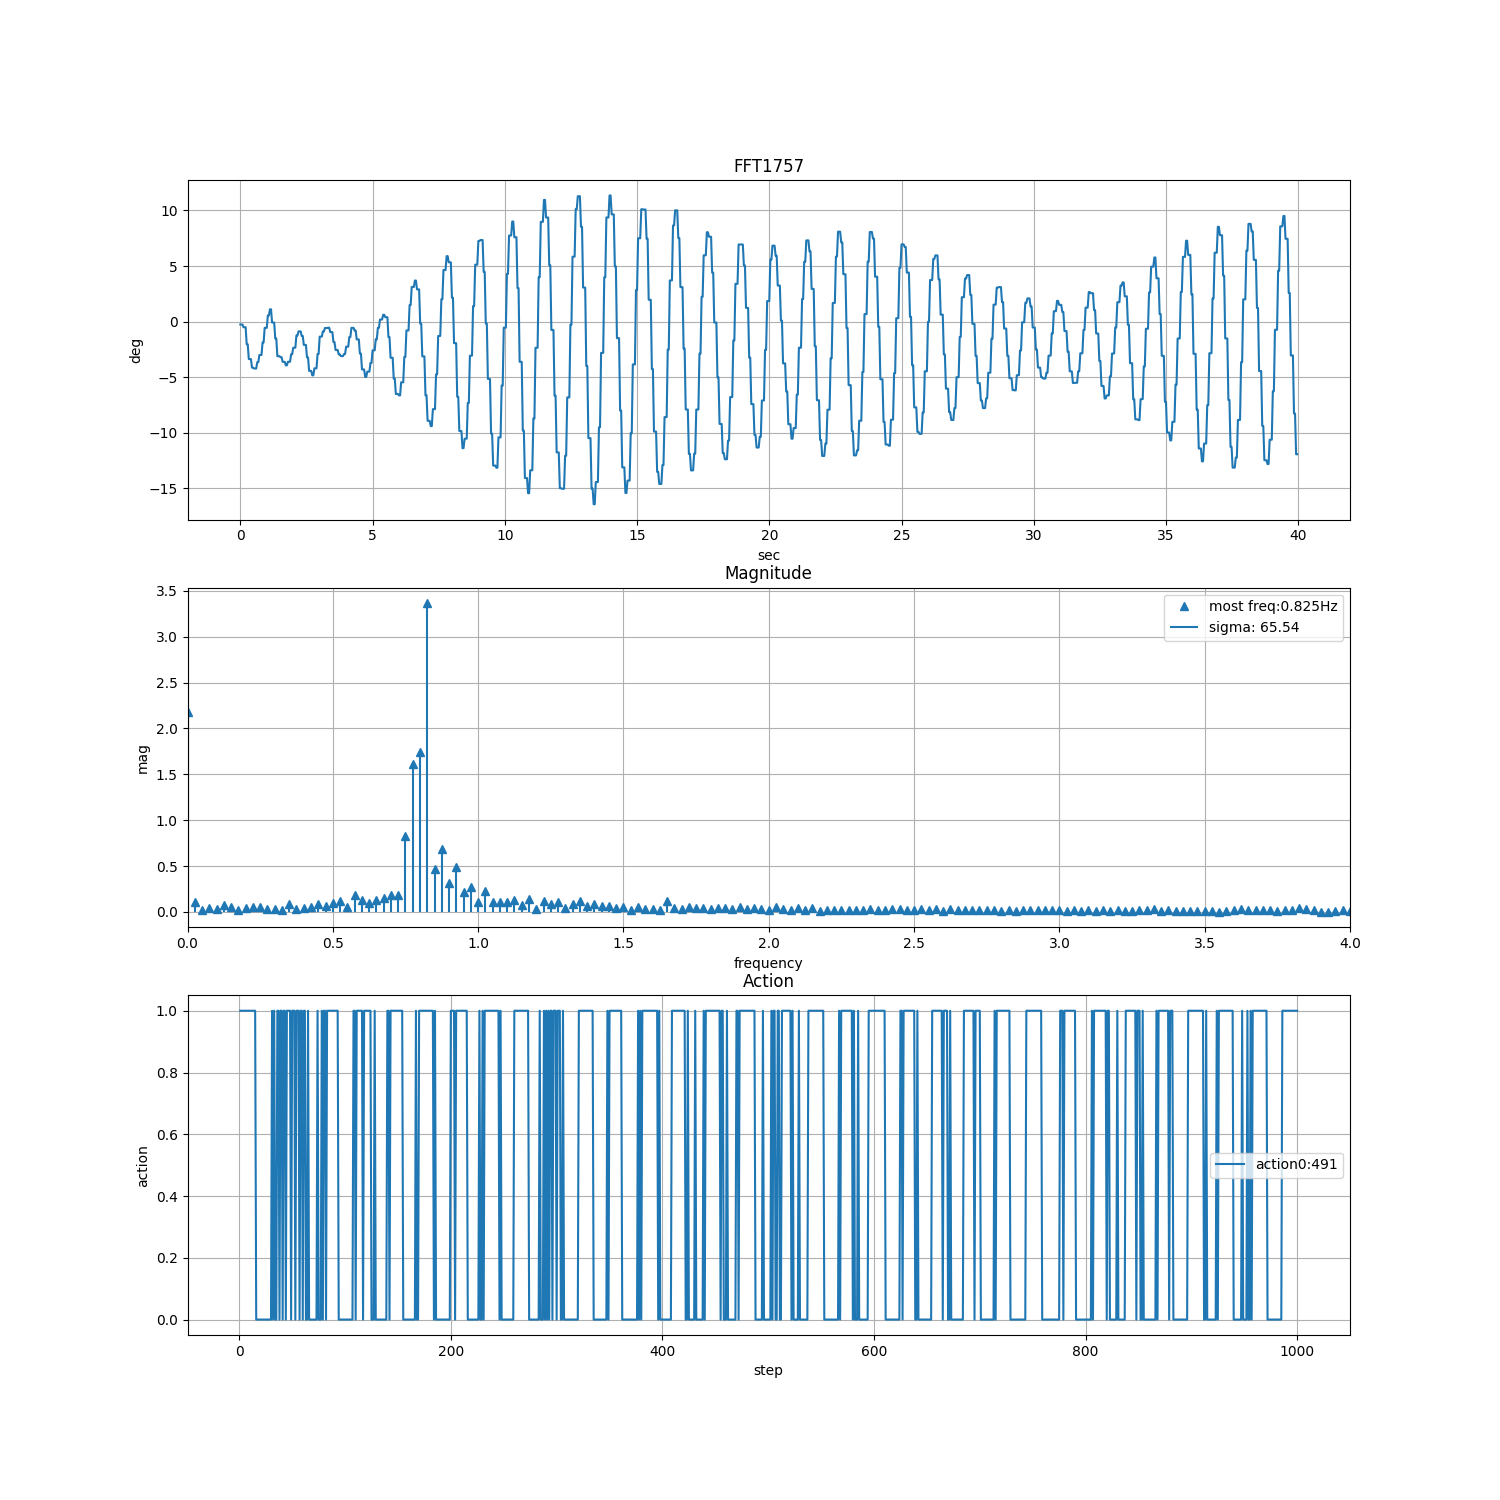 FFT1757
10
5
0
−5
−10
−15
deg
0 5 10 15 20 25 30 35 40
sec
Magnitude
3.5
3.0
2.5
2.0
1.5
1.0
0.5
0.0
mag
most freq:0.825Hz
sigma: 65.54
0.0 0.5 1.0 1.5 2.0 2.5 3.0 3.5 4.0
frequency
Action
1.0
0.8
0.6
0.4
0.2
0.0
action
action0:491
0 200 400 600 800 1000
step